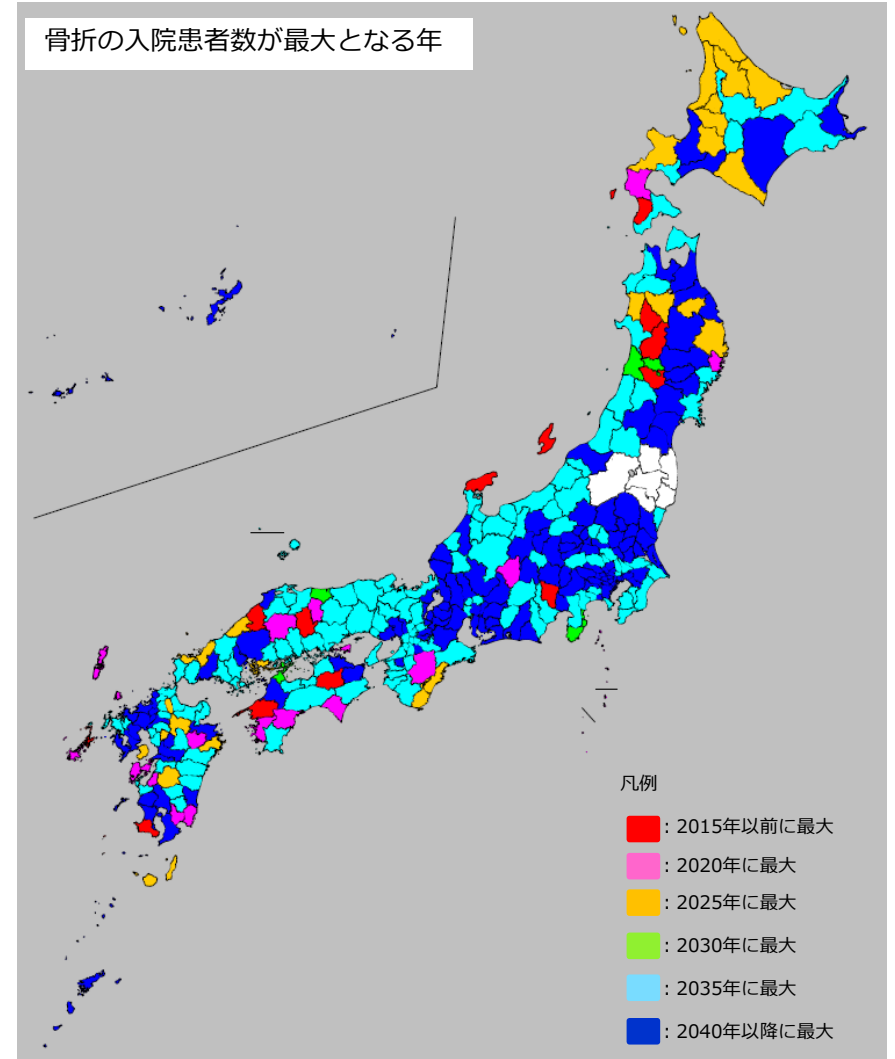 骨折の入院患者数が最大となる年
凡例
：2015年以前に最大
：2020年に最大
：2025年に最大
：2030年に最大
：2035年に最大
：2040年以降に最大